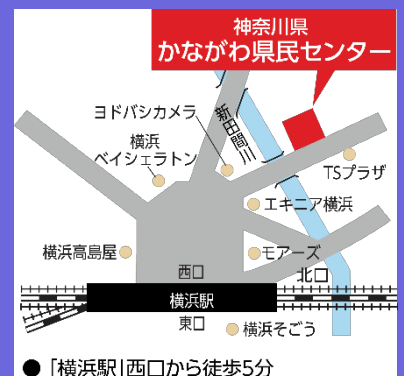 神奈川県
かながわ県民センター
ヨドバシカメラ
新田間川
横浜
ベイシェラトン
TSプラザ
エキニア横浜
横浜高島屋
モアーズ
西口
北口
横浜駅
東口
横浜そごう
● 「横浜駅」西口から徒歩5分